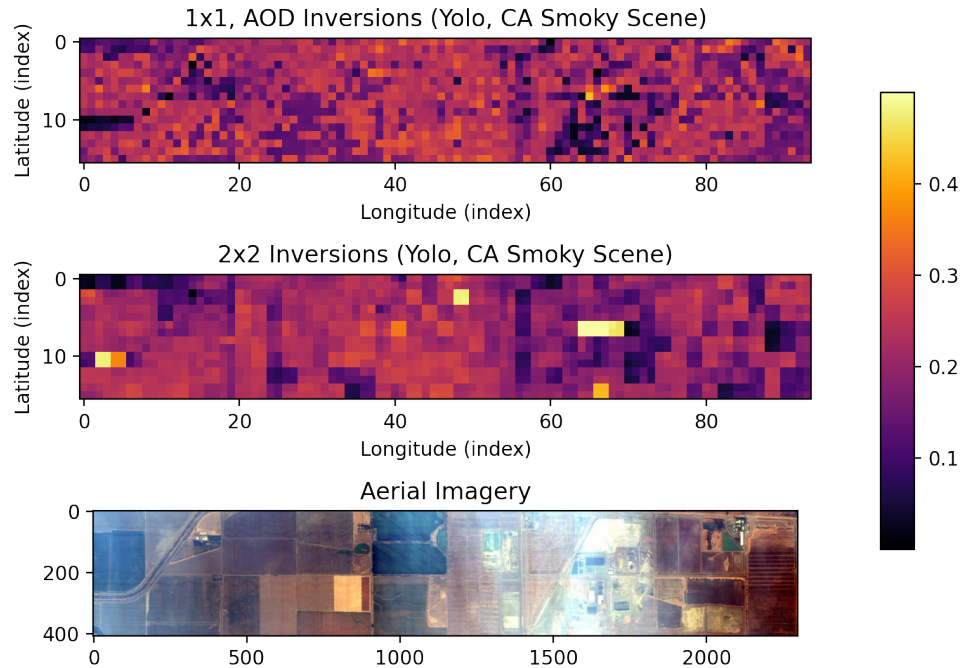 1x1, AOD Inversions (Yolo, CA Smoky Scene)
Latitude (index)
0
10
0 20 40 60 80
Longitude (index)
2x2 Inversions (Yolo, CA Smoky Scene)
Latitude (index)
0
10
0 20 40 60 80
Longitude (index)
Aerial Imagery
0
200
400
0 500 1000 1500 2000
0.4
0.3
0.2
0.1